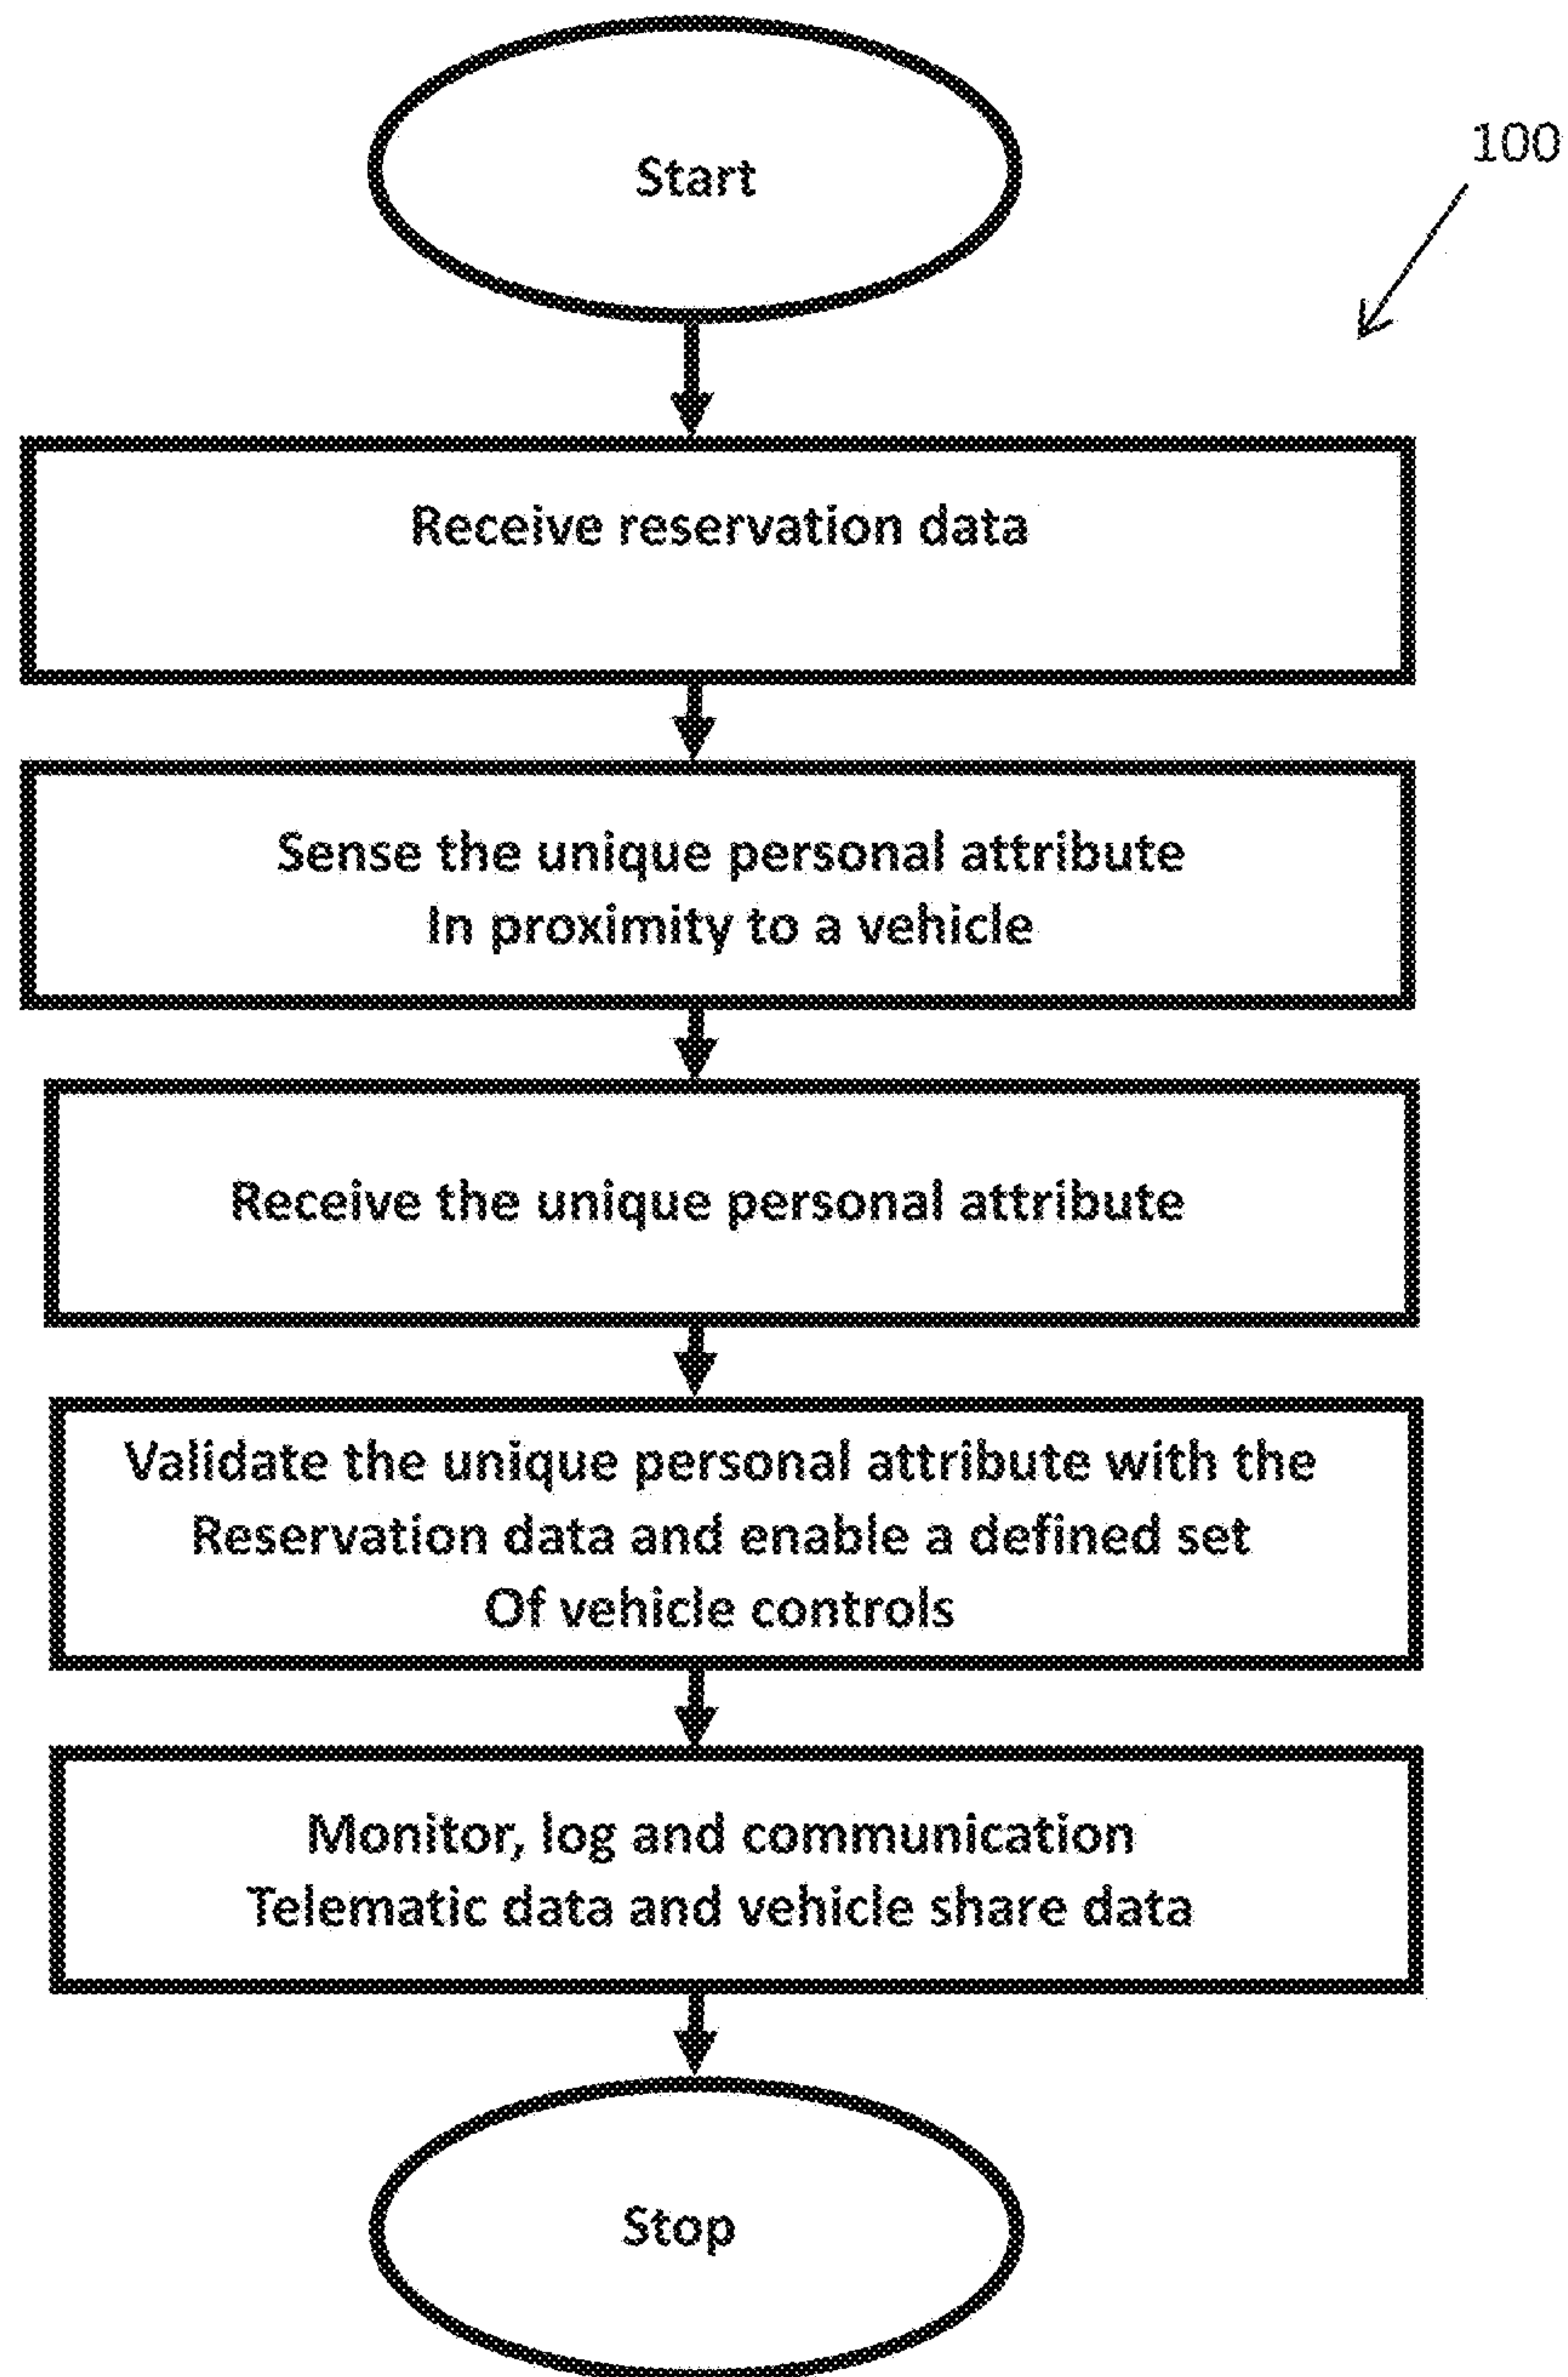 Start
100
Receive reservation data
Sense the unique personal attribute
In proximity to a vehicle
Receive the unique personal attribute
Validate the unique personal attribute with the
Reservation data and enable a defined set
Of vehicle controls
Monitor, log and communication
Telematic data and vehicle share data
Stop